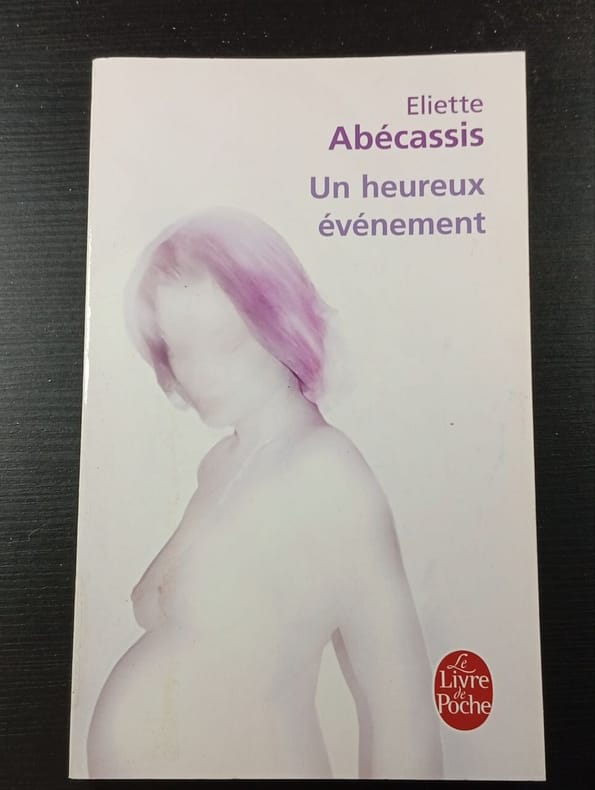 Eliette
Abécassis
Un heureux
événement
Le
Livre
de
Poche